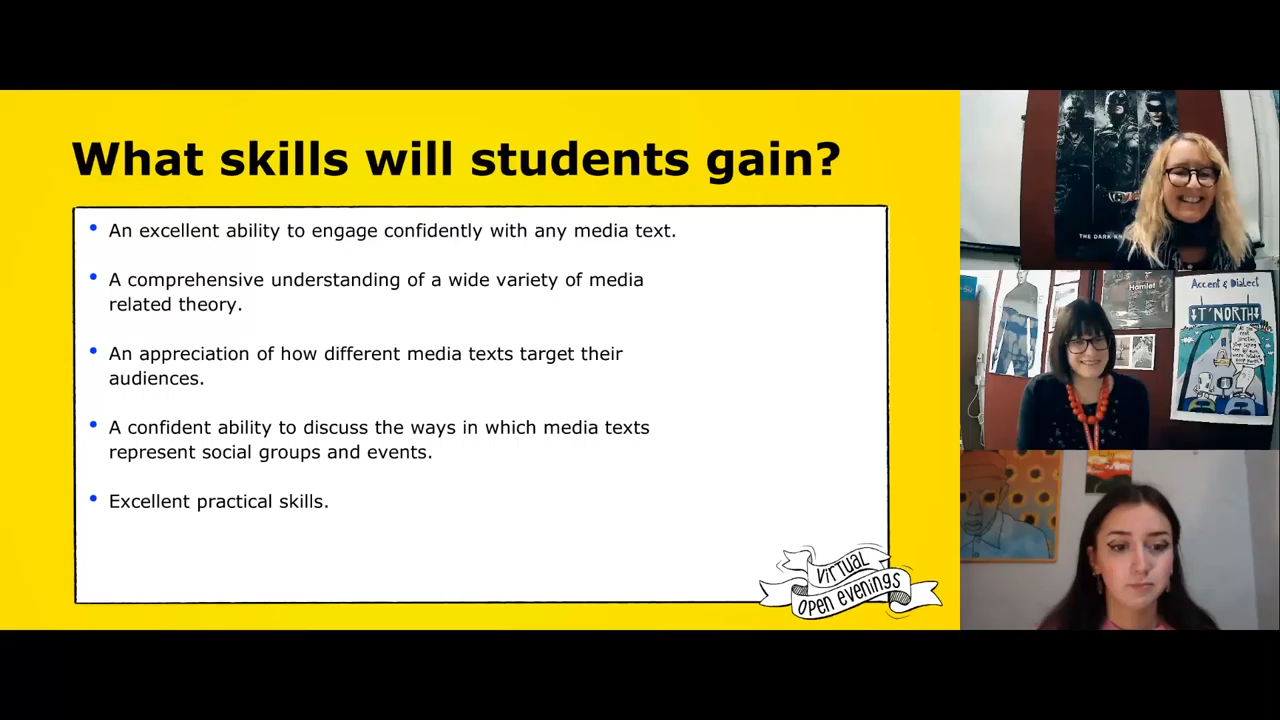 What skills will students gain?
An excellent ability to engage confidently with any media text.
A comprehensive understanding of a wide variety of media
related theory.
An appreciation of how different media texts target their
audiences.
A confident ability to discuss the ways in which media texts
represent social groups and events.
Excellent practical skills.
VIRTUAL
OPEN EVENINGS
THE DARK
Hamlet
Accent & Dialect
T'NORTH